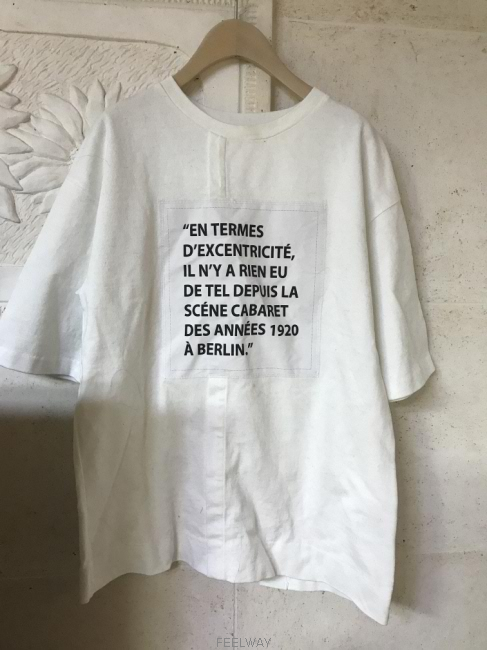 “EN TERMES
D’EXCENTRICITÉ,
IL N’Y A RIEN EU
DE TEL DEPUIS LA
SCÉNE CABARET
DES ANNÉES 1920
À BERLIN.”
FEELWAY